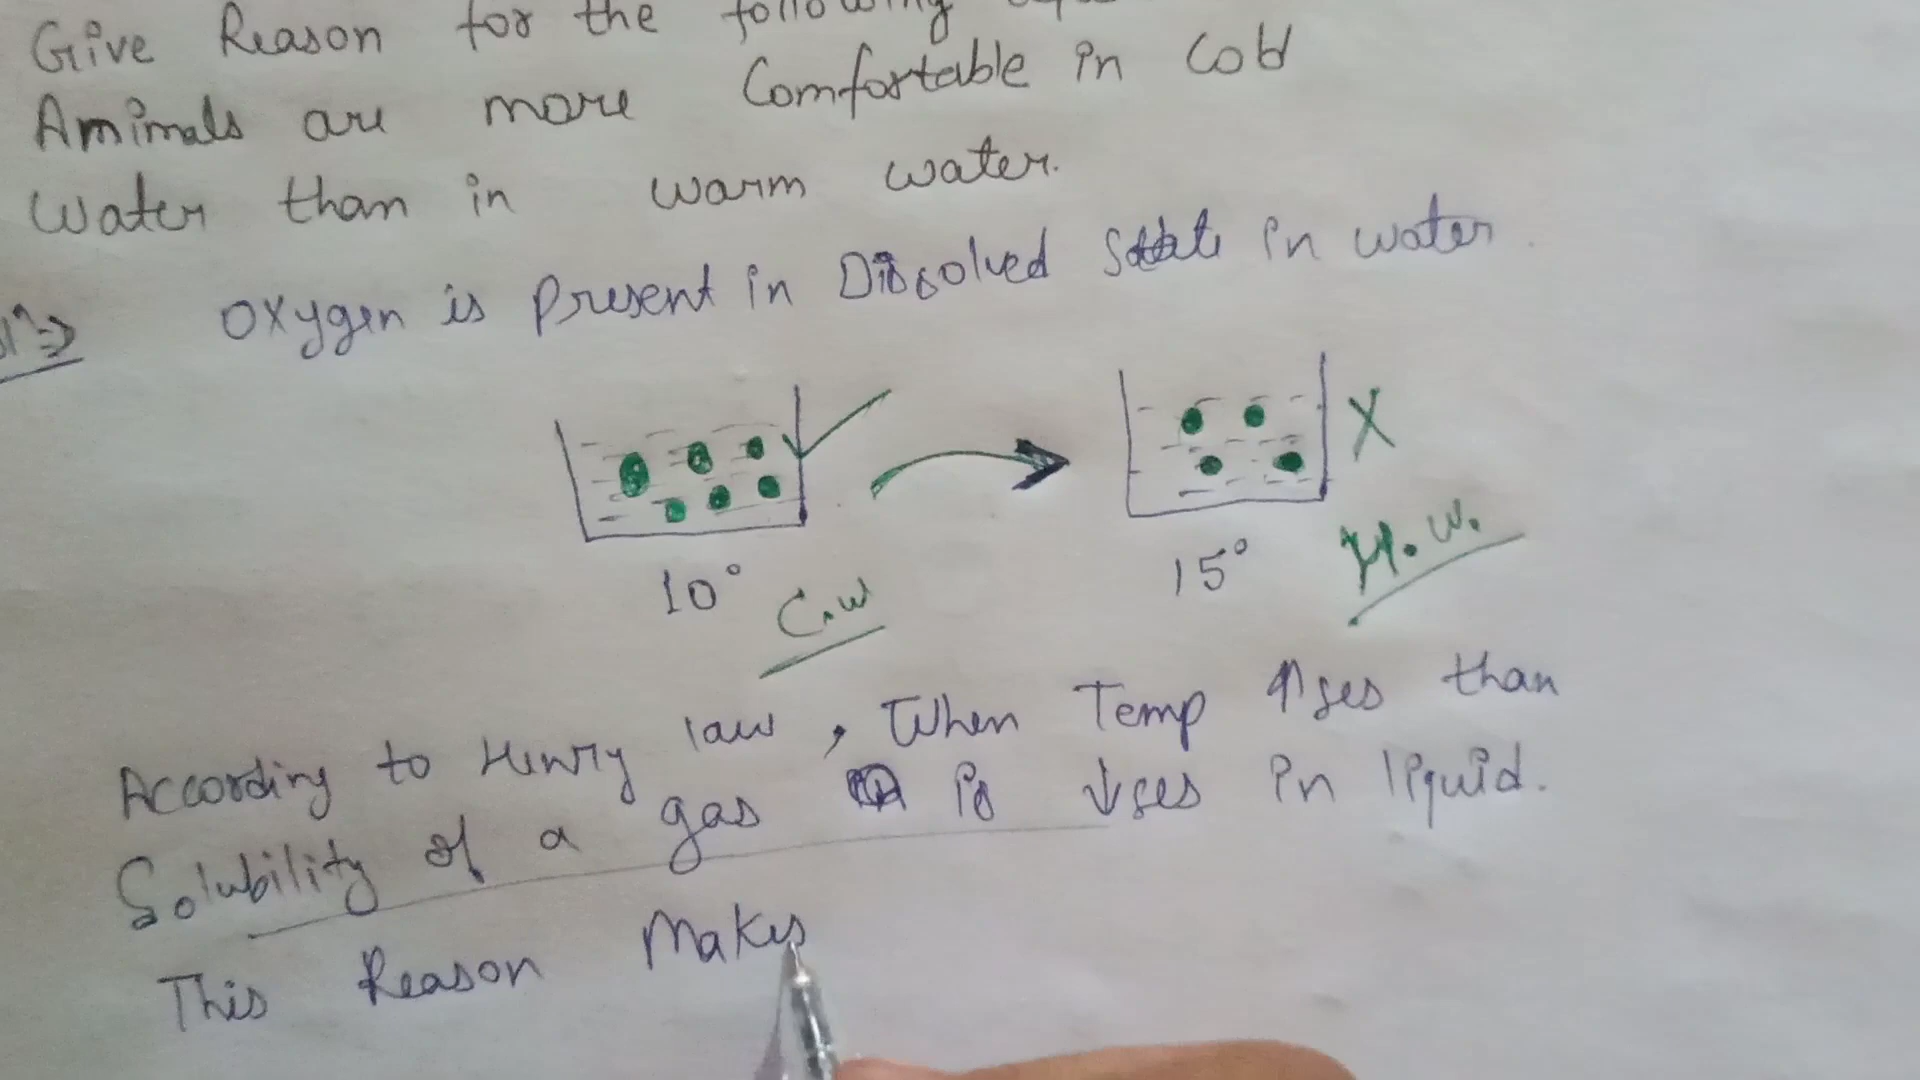 Give Reason for the following
Animals are more Comfortable in Cold
Water than in warm water.
Oxygen is Present in Dissolved State in water.
X
10°
C.W
15°
H.W.
According to Henry law, When Temp ↑ses than
Solubility of a gas is ↓ses in liquid.
This Reason Makes